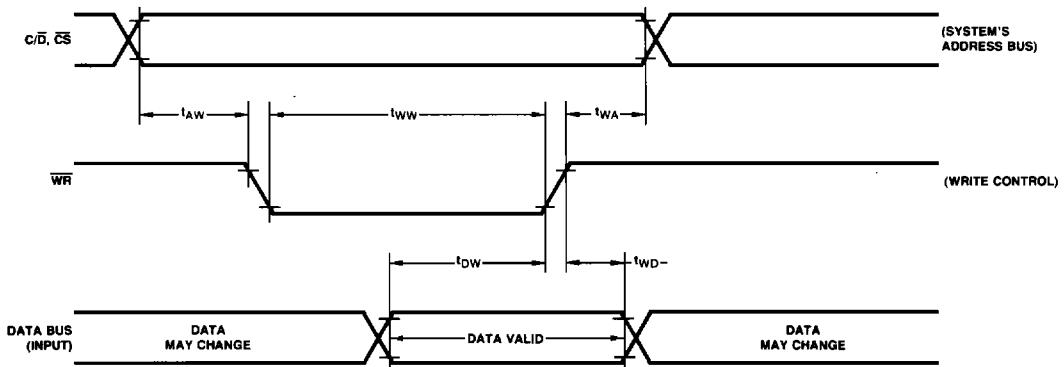 C/D̅, C̅S̅
(SYSTEM'S
ADDRESS BUS)
tAW
tWW
tWA
W̅R̅
(WRITE CONTROL)
tDW
tWD
DATA BUS
(INPUT)
DATA
MAY CHANGE
DATA VALID
DATA
MAY CHANGE